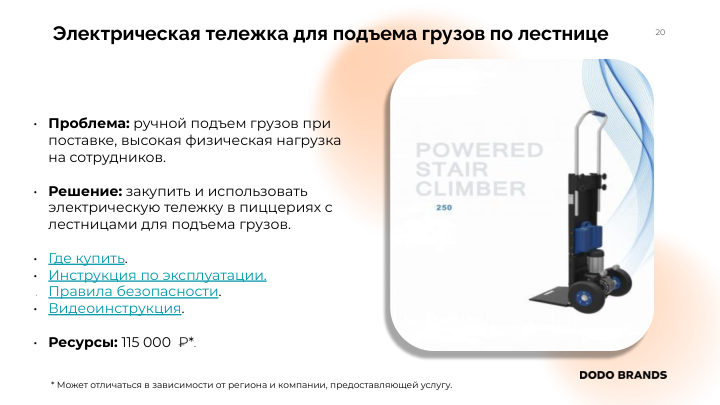 Электрическая тележка для подъема грузов по лестнице
20
• Проблема: ручной подъем грузов при
поставке, высокая физическая нагрузка
на сотрудников.
• Решение: закупить и использовать
электрическую тележку в пиццериях с
лестницами для подъема грузов.
• Где купить.
• Инструкция по эксплуатации.
• Правила безопасности.
• Видеоинструкция.
• Ресурсы: 115 000 ₽*.
POWERED
STAIR
CLIMBER
250
* Может отличаться в зависимости от региона и компании, предоставляющей услугу.
DODO BRANDS